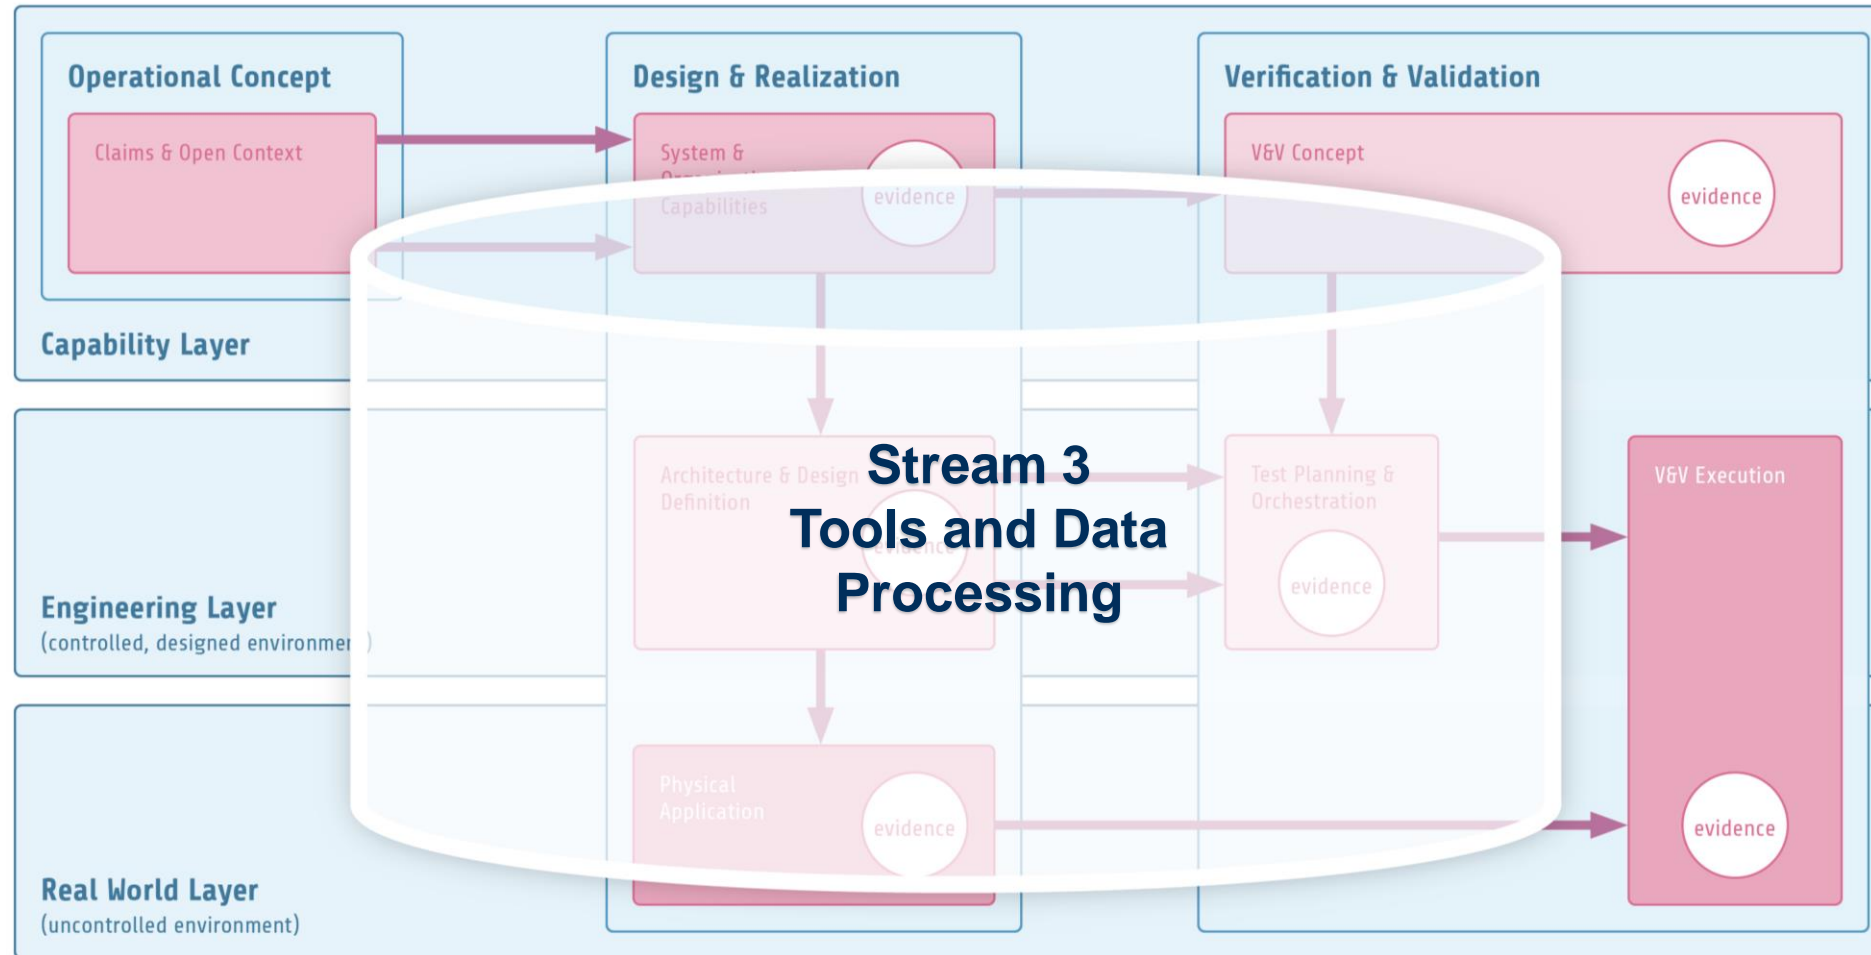 Operational Concept
Claims & Open Context
Design & Realization
System &
Capabilities
evidence
Verification & Validation
V&V Concept
evidence
Capability Layer
Architecture & Design
Definition
evidence
Stream 3
Tools and Data
Processing
Test Planning &
Orchestration
evidence
V&V Execution
evidence
Engineering Layer
(controlled, designed environment)
Physical
Application
evidence
Real World Layer
(uncontrolled environment)